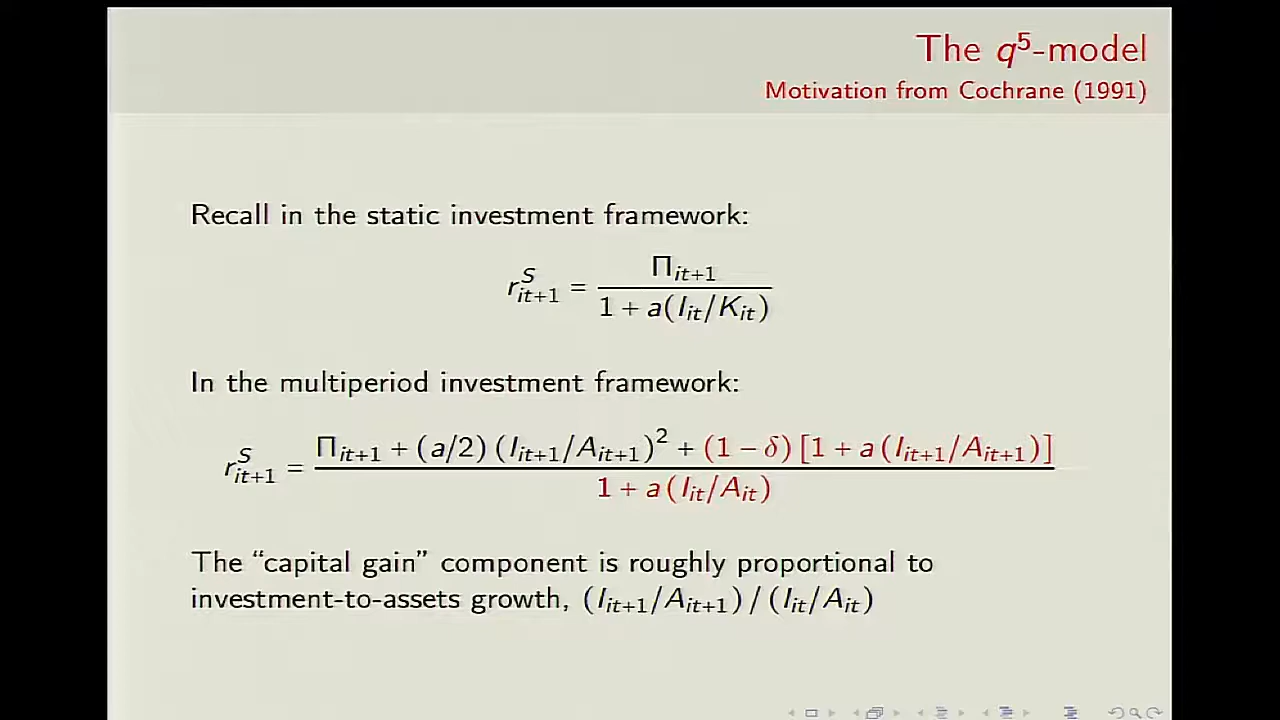 The q⁵-model
Motivation from Cochrane (1991)
Recall in the static investment framework:
r^S_{it+1} = Π_{it+1} / (1 + a(I_{it}/K_{it}))
In the multiperiod investment framework:
r^S_{it+1} = (Π_{it+1} + (a/2) (I_{it+1}/A_{it+1})² + (1 − δ) [1 + a (I_{it+1}/A_{it+1})]) / (1 + a (I_{it}/A_{it}))
The “capital gain” component is roughly proportional to
investment-to-assets growth, (I_{it+1}/A_{it+1}) / (I_{it}/A_{it})